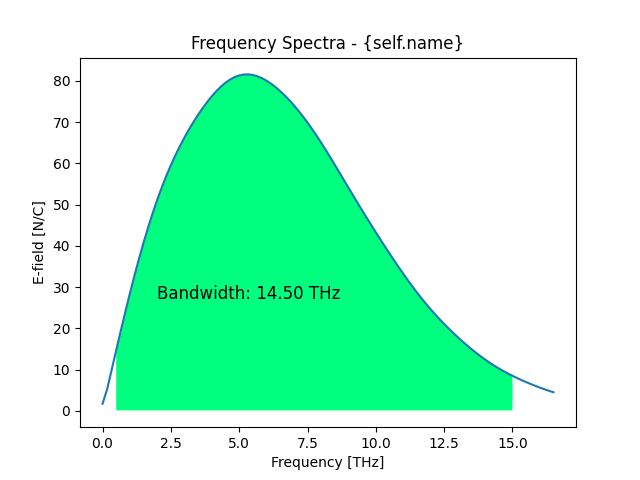 Frequency Spectra - {self.name}
E-field [N/C]
80
70
60
50
40
30
20
10
0
Bandwidth: 14.50 THz
0.0 2.5 5.0 7.5 10.0 12.5 15.0
Frequency [THz]